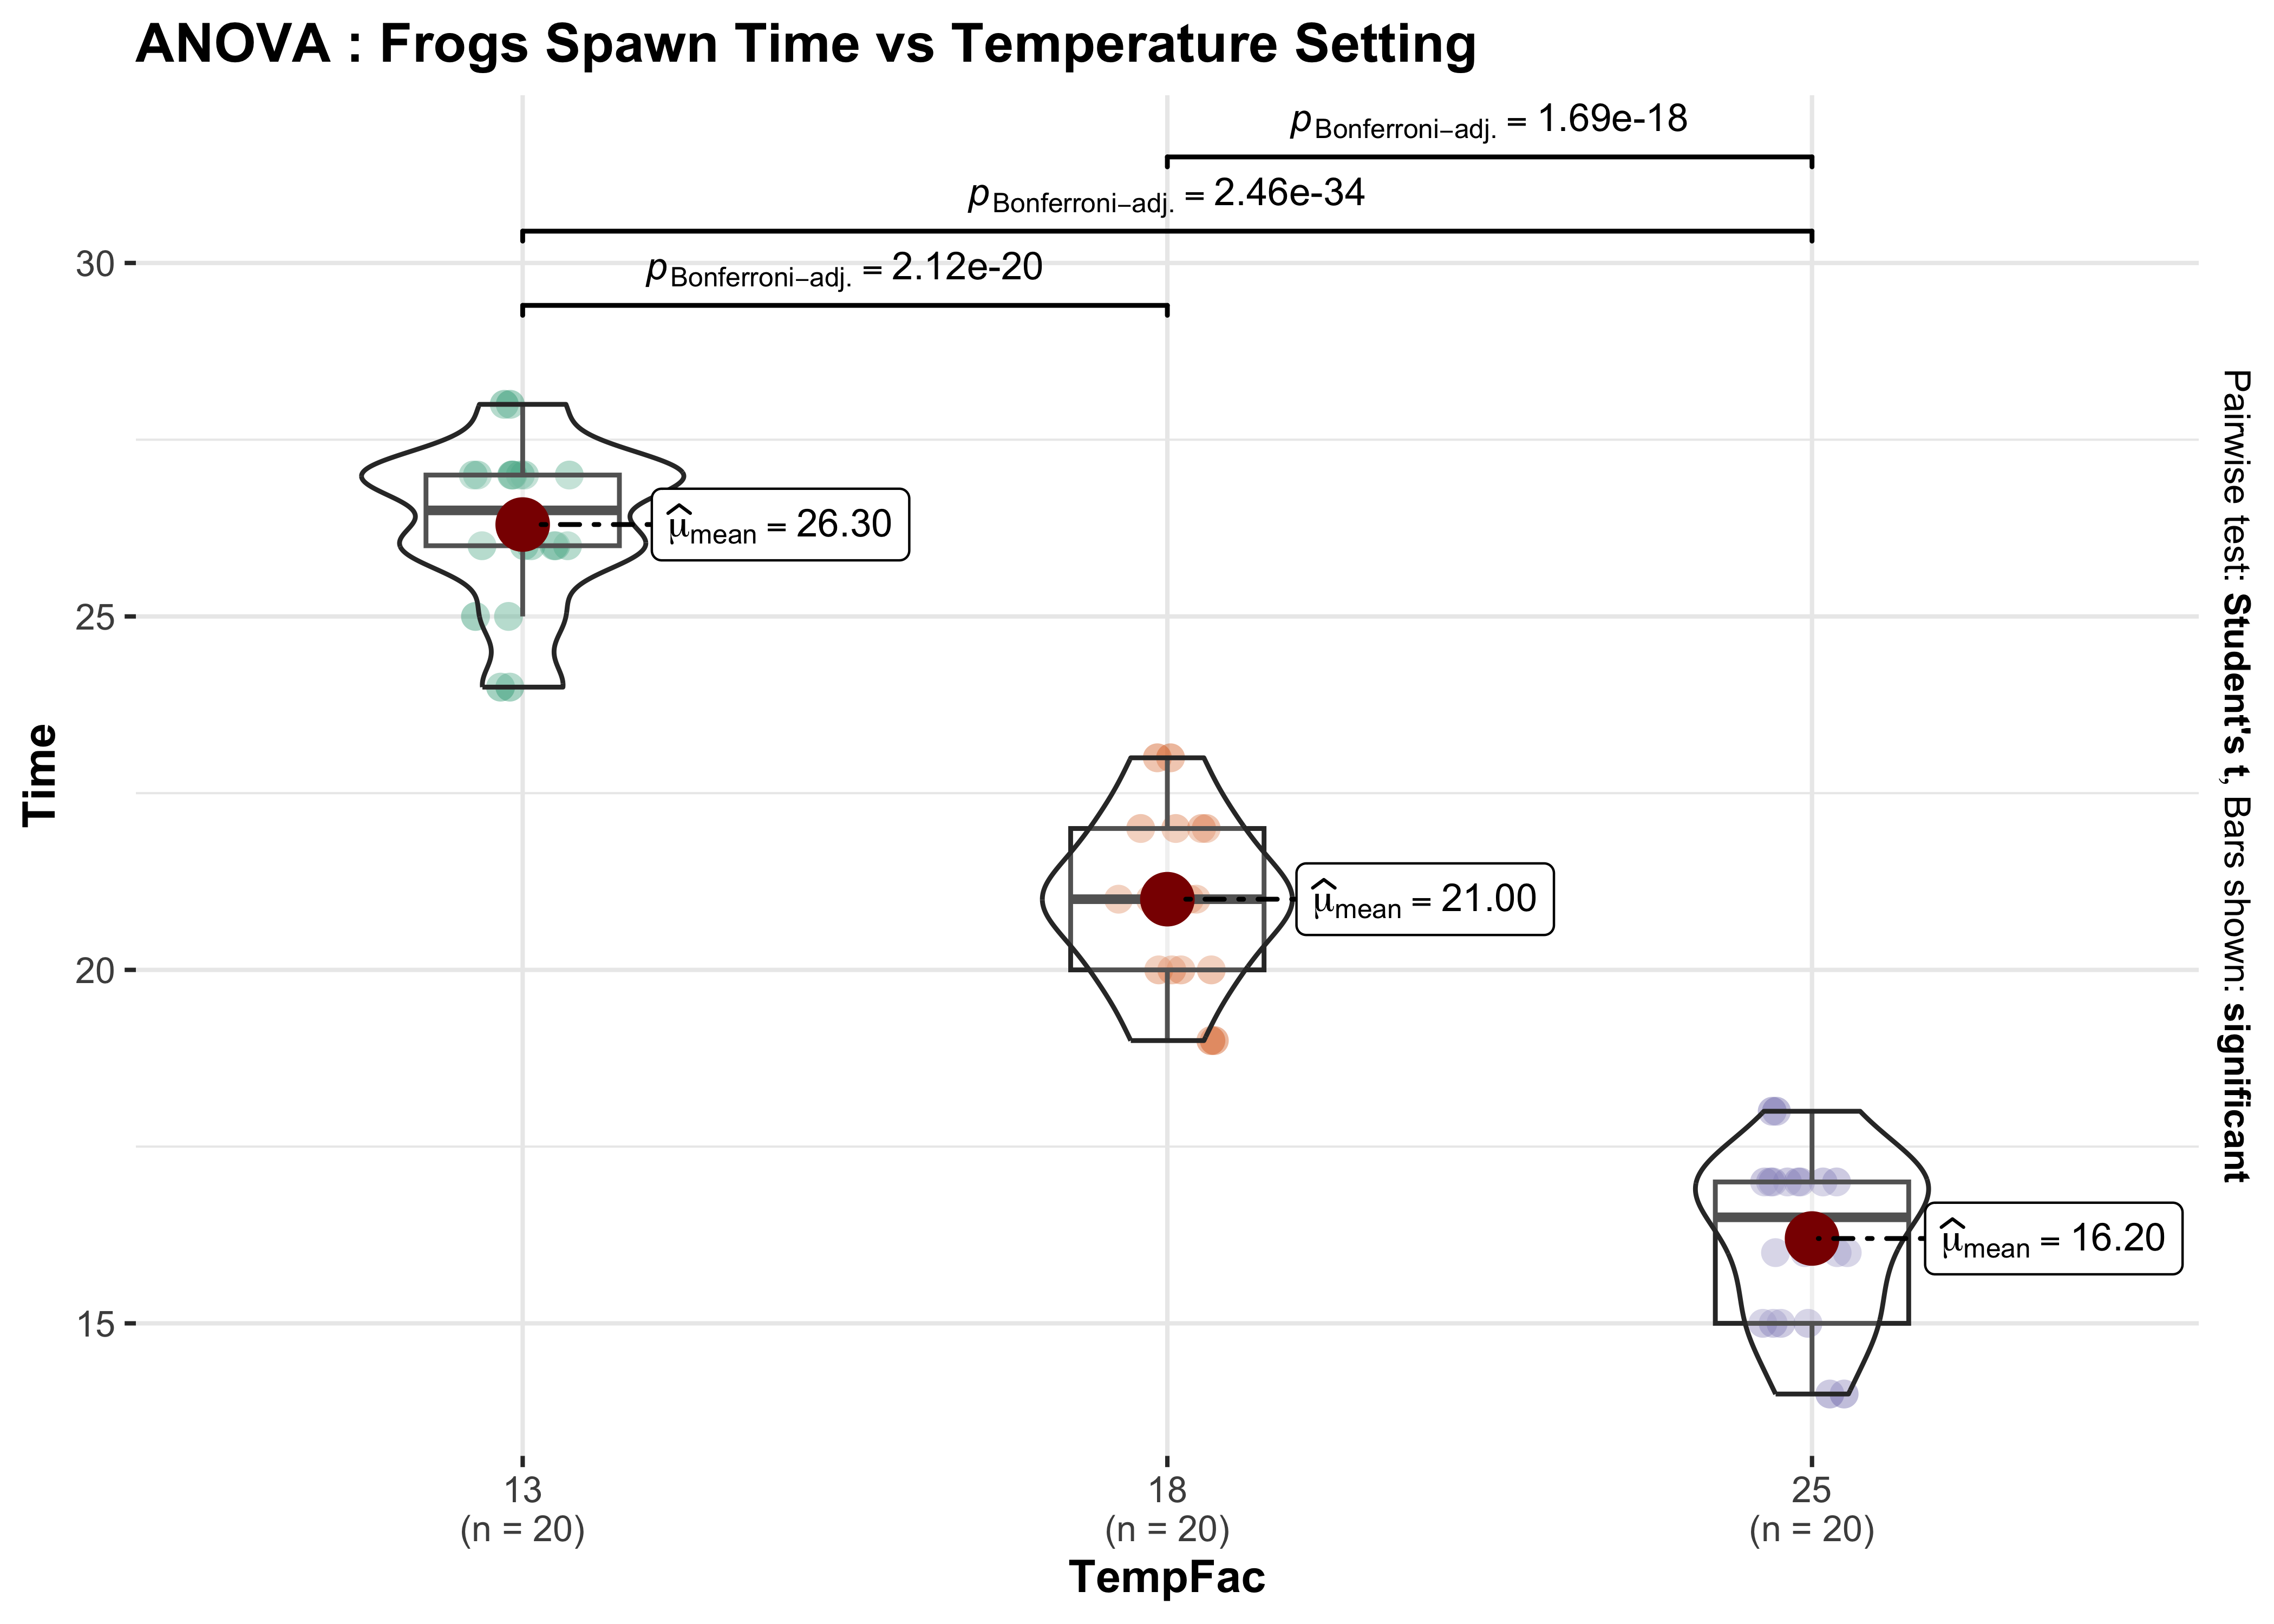 ANOVA : Frogs Spawn Time vs Temperature Setting
pBonferroni−adj. = 1.69e-18
pBonferroni−adj. = 2.46e-34
pBonferroni−adj. = 2.12e-20
30
25
20
15
Time
μ̂mean = 26.30
μ̂mean = 21.00
μ̂mean = 16.20
Pairwise test: Student's t, Bars shown: significant
13
(n = 20)
18
(n = 20)
25
(n = 20)
TempFac